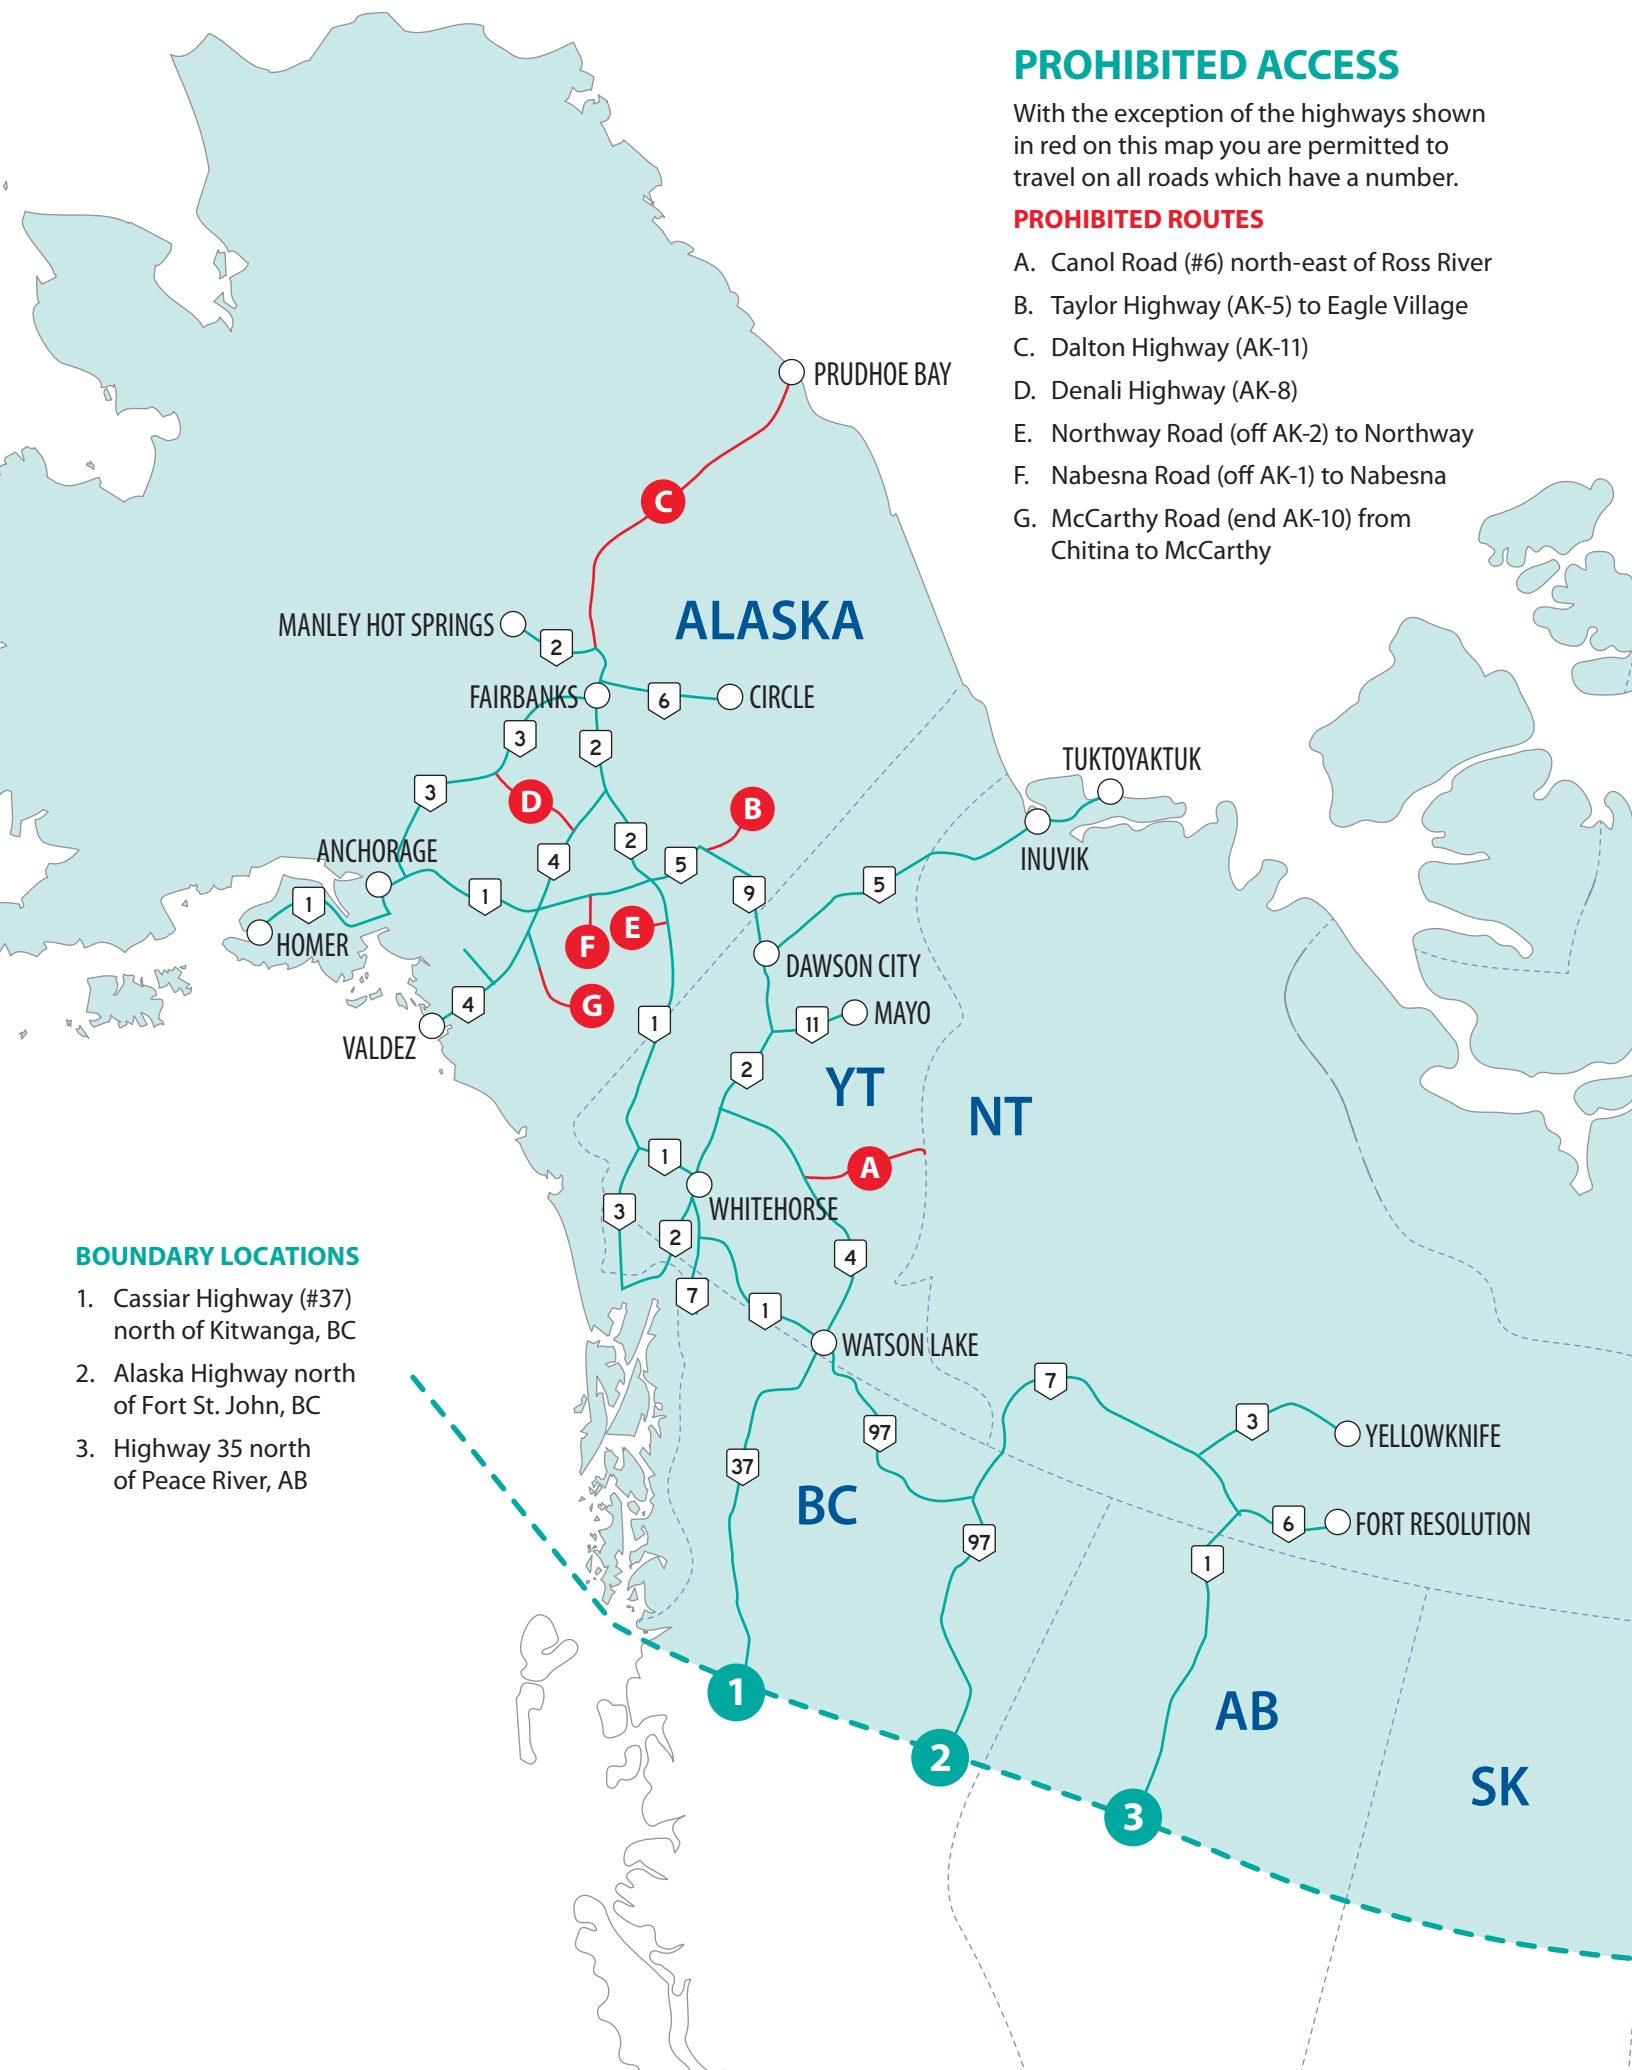 PROHIBITED ACCESS
With the exception of the highways shown
in red on this map you are permitted to
travel on all roads which have a number.
PROHIBITED ROUTES
A. Canol Road (#6) north-east of Ross River
B. Taylor Highway (AK-5) to Eagle Village
C. Dalton Highway (AK-11)
D. Denali Highway (AK-8)
E. Northway Road (off AK-2) to Northway
F. Nabesna Road (off AK-1) to Nabesna
G. McCarthy Road (end AK-10) from
Chitina to McCarthy
PRUDHOE BAY
C
ALASKA
MANLEY HOT SPRINGS
2
FAIRBANKS
6
CIRCLE
3
2
TUKTOYAKTUK
3
D
B
INUVIK
ANCHORAGE
2
4
5
5
9
1
1
HOMER
F
E
DAWSON CITY
4
G
1
11
MAYO
VALDEZ
2
YT
NT
1
A
WHITEHORSE
3
2
4
7
1
WATSON LAKE
BOUNDARY LOCATIONS
1. Cassiar Highway (#37)
north of Kitwanga, BC
2. Alaska Highway north
of Fort St. John, BC
3. Highway 35 north
of Peace River, AB
7
3
YELLOWKNIFE
97
37
BC
97
6
FORT RESOLUTION
1
1
AB
2
SK
3